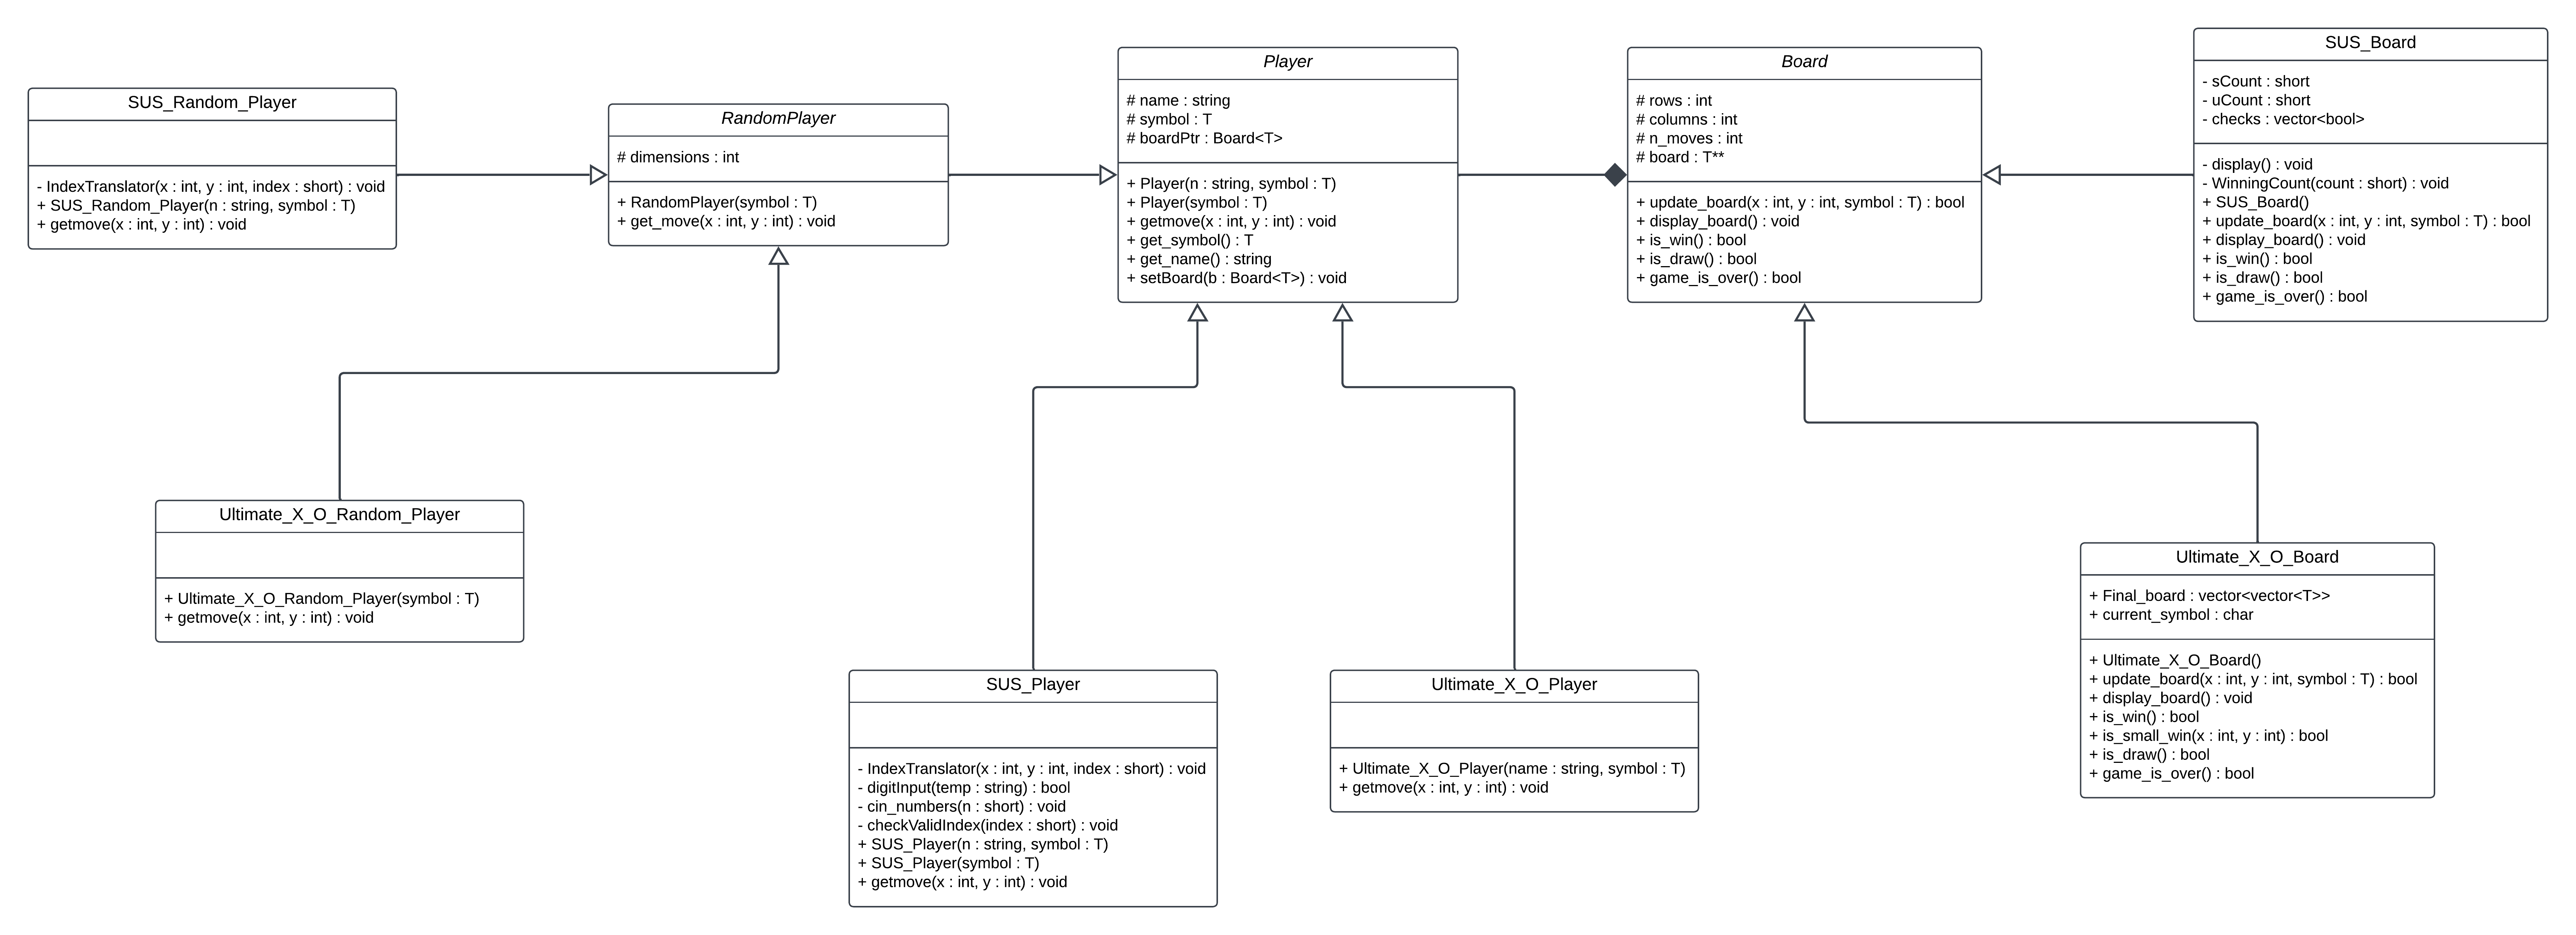 SUS_Random_Player
- IndexTranslator(x : int, y : int, index : short) : void
+ SUS_Random_Player(n : string, symbol : T)
+ getmove(x : int, y : int) : void
RandomPlayer
# dimensions : int
+ RandomPlayer(symbol : T)
+ get_move(x : int, y : int) : void
Player
# name : string
# symbol : T
# boardPtr : Board<T>
+ Player(n : string, symbol : T)
+ Player(symbol : T)
+ getmove(x : int, y : int) : void
+ get_symbol() : T
+ get_name() : string
+ setBoard(b : Board<T>) : void
Board
# rows : int
# columns : int
# n_moves : int
# board : T**
+ update_board(x : int, y : int, symbol : T) : bool
+ display_board() : void
+ is_win() : bool
+ is_draw() : bool
+ game_is_over() : bool
SUS_Board
- sCount : short
- uCount : short
- checks : vector<bool>
- display() : void
- WinningCount(count : short) : void
+ SUS_Board()
+ update_board(x : int, y : int, symbol : T) : bool
+ display_board() : void
+ is_win() : bool
+ is_draw() : bool
+ game_is_over() : bool
Ultimate_X_O_Random_Player
+ Ultimate_X_O_Random_Player(symbol : T)
+ getmove(x : int, y : int) : void
SUS_Player
- IndexTranslator(x : int, y : int, index : short) : void
- digitInput(temp : string) : bool
- cin_numbers(n : short) : void
- checkValidIndex(index : short) : void
+ SUS_Player(n : string, symbol : T)
+ SUS_Player(symbol : T)
+ getmove(x : int, y : int) : void
Ultimate_X_O_Player
+ Ultimate_X_O_Player(name : string, symbol : T)
+ getmove(x : int, y : int) : void
Ultimate_X_O_Board
+ Final_board : vector<vector<T>>
+ current_symbol : char
+ Ultimate_X_O_Board()
+ update_board(x : int, y : int, symbol : T) : bool
+ display_board() : void
+ is_win() : bool
+ is_small_win(x : int, y : int) : bool
+ is_draw() : bool
+ game_is_over() : bool